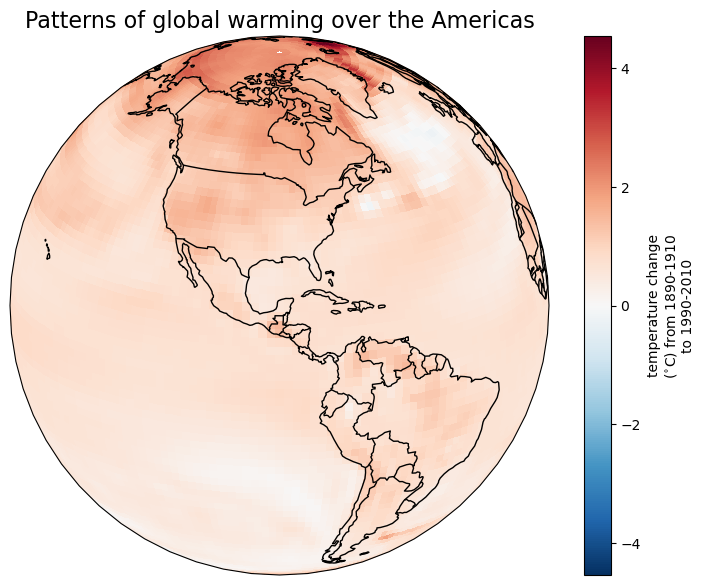 Patterns of global warming over the Americas
4
2
0
−2
−4
temperature change
(°C) from 1890-1910
to 1990-2010